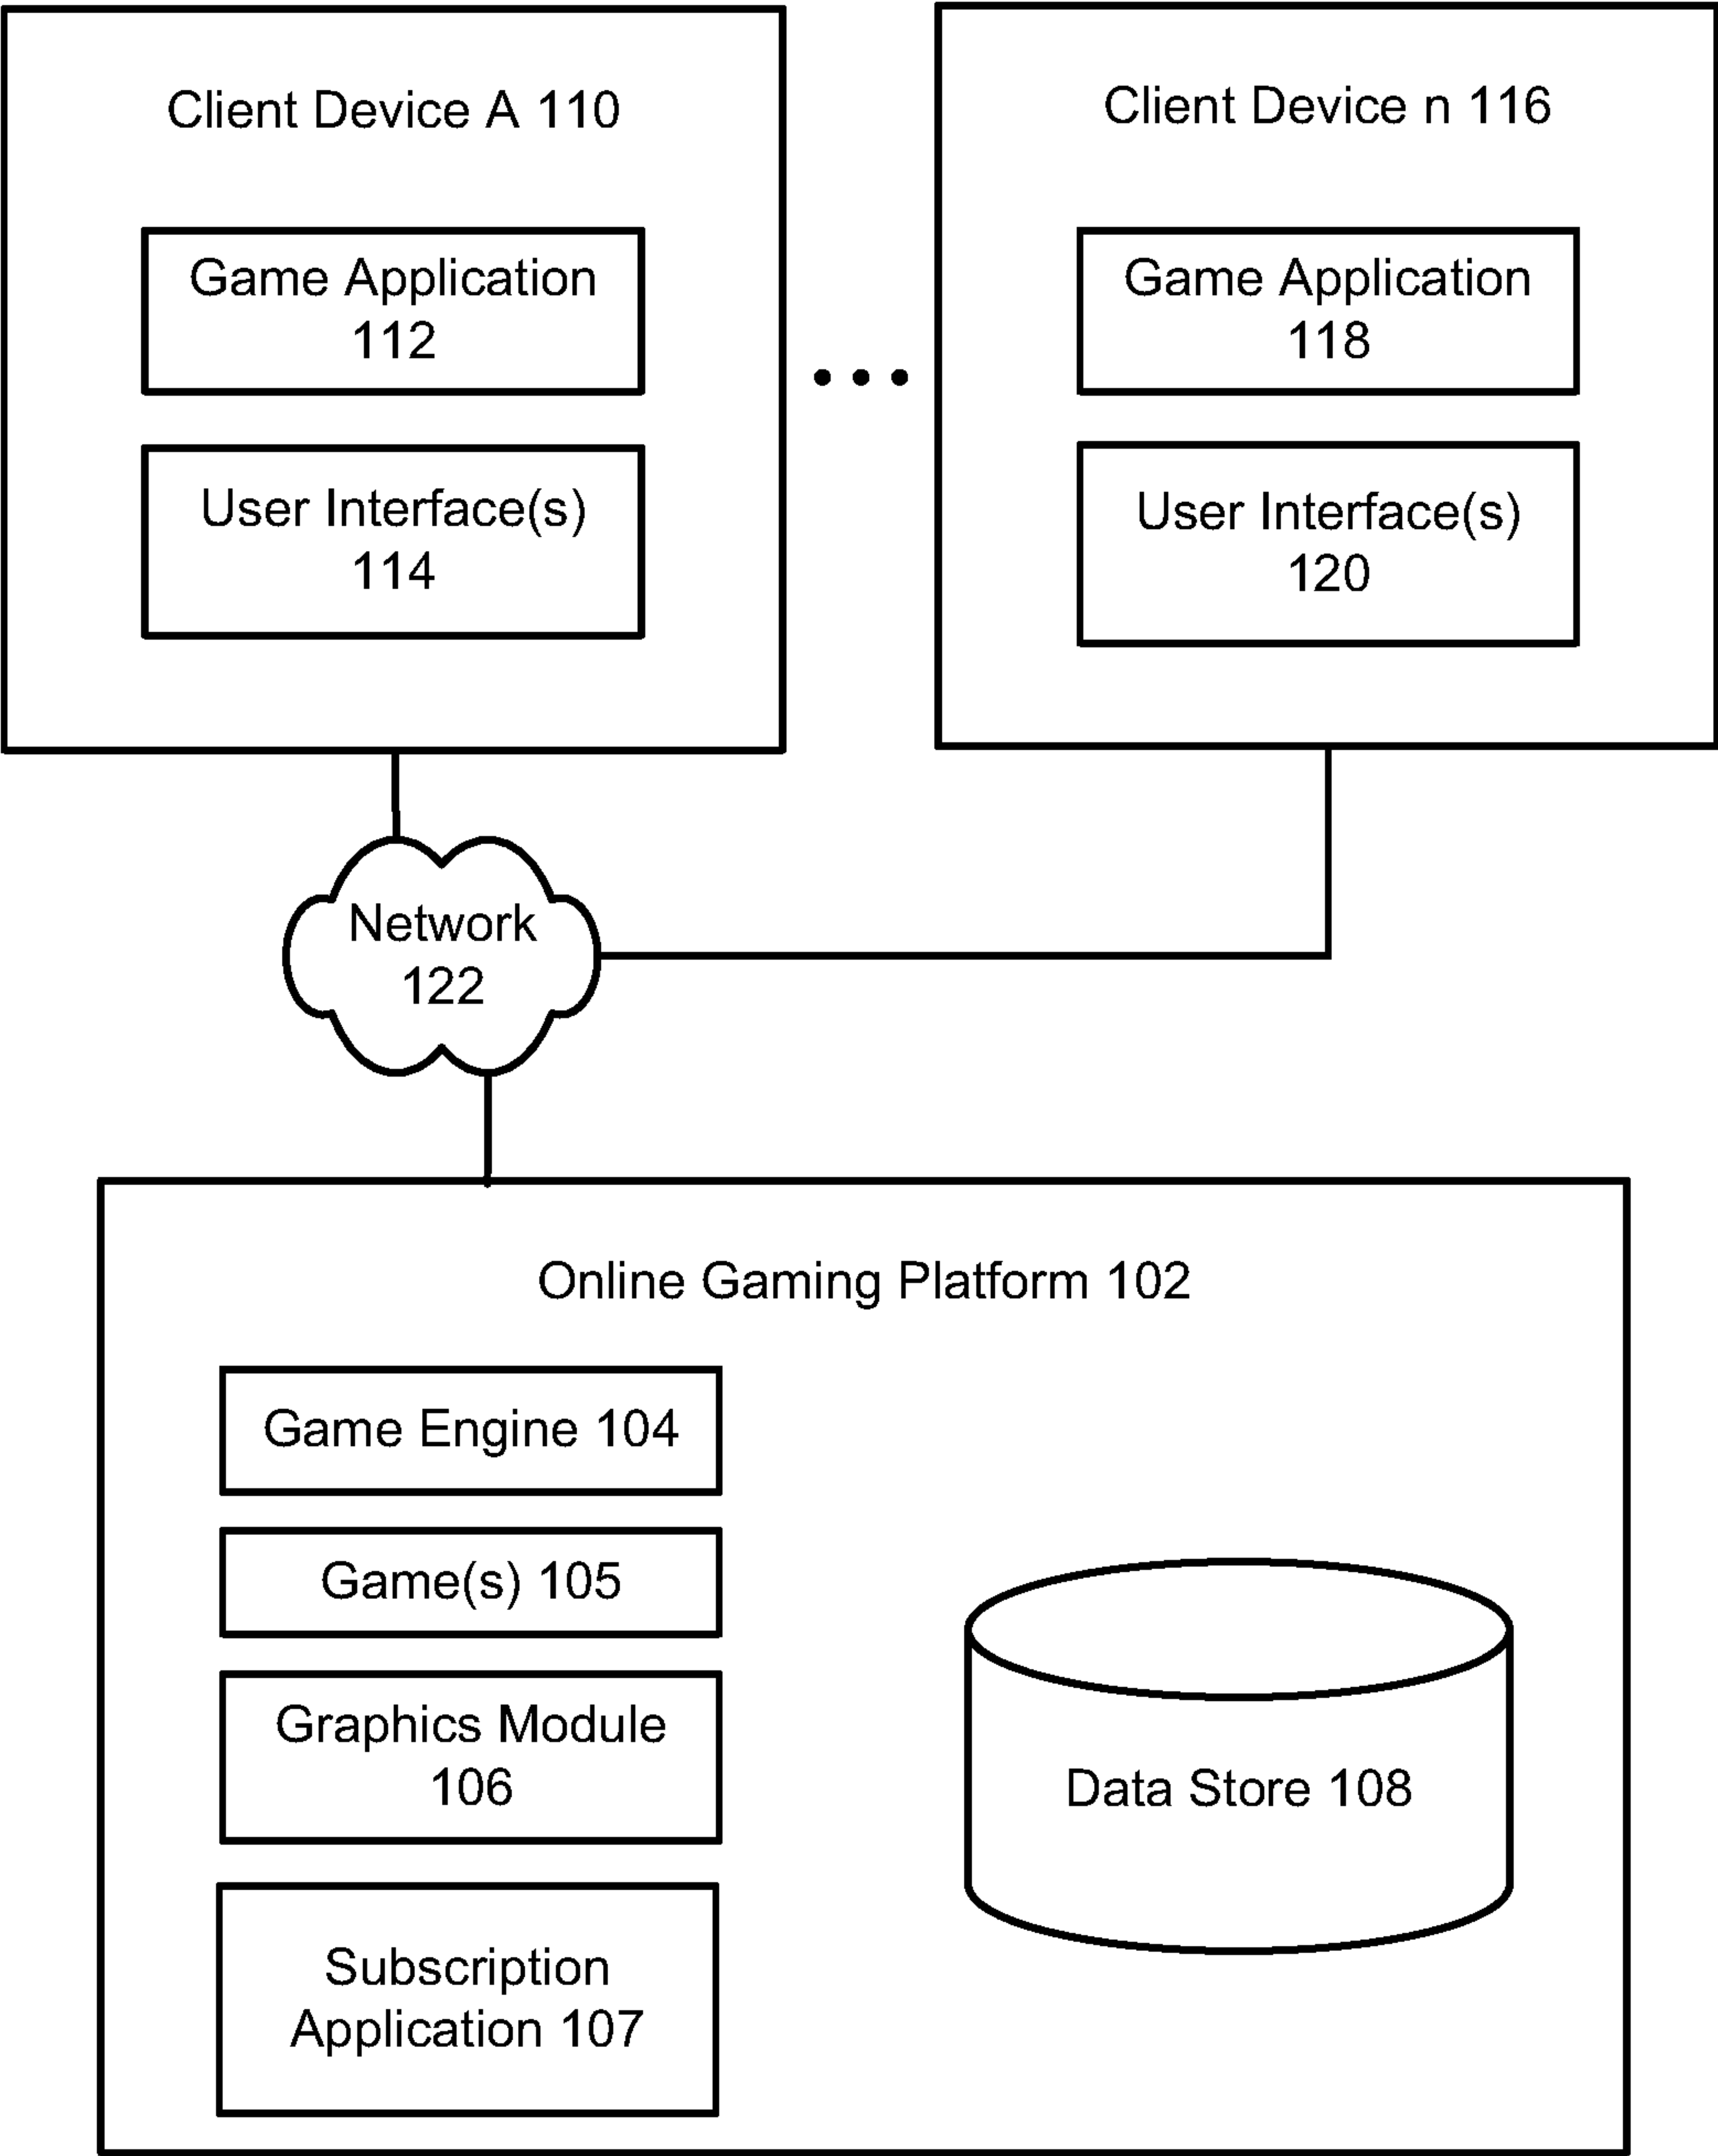 Client Device A 110
Game Application
112
User Interface(s)
114
Client Device n 116
Game Application
118
User Interface(s)
120
Network
122
Online Gaming Platform 102
Game Engine 104
Game(s) 105
Graphics Module
106
Subscription
Application 107
Data Store 108